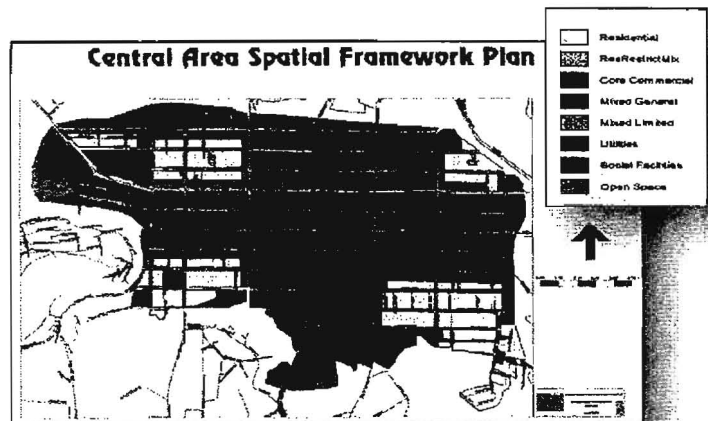 Central Area Spatial Framework Plan
Residential
ResRestrictMix
Core Commercial
Mixed General
Mixed Limited
Utilities
Social Facilities
Open Space